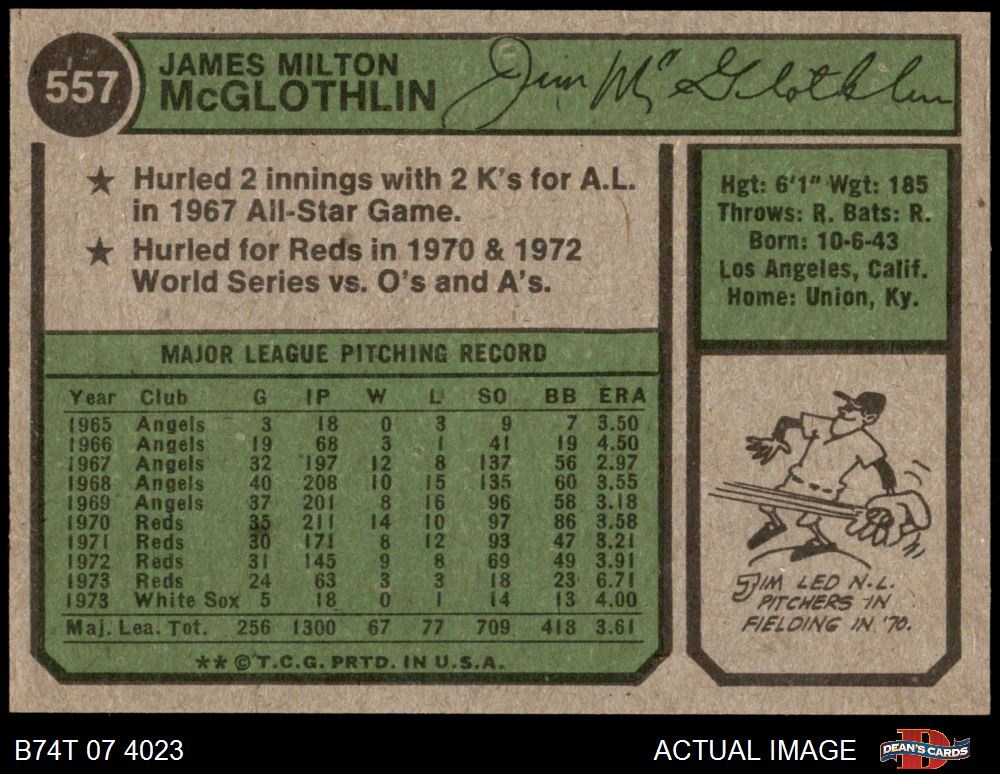 557
JAMES MILTON
McGLOTHLIN
Jim McGlothlin
★ Hurled 2 innings with 2 K's for A.L.
in 1967 All-Star Game.
★ Hurled for Reds in 1970 & 1972
World Series vs. O's and A's.
Hgt: 6'1" Wgt: 185
Throws: R. Bats: R.
Born: 10-6-43
Los Angeles, Calif.
Home: Union, Ky.
MAJOR LEAGUE PITCHING RECORD
Year Club G IP W L SO BB ERA
1965 Angels 3 18 0 3 9 7 3.50
1966 Angels 19 68 3 1 41 19 4.50
1967 Angels 32 197 12 8 137 56 2.97
1968 Angels 40 208 10 15 135 60 3.55
1969 Angels 37 201 8 16 96 58 3.18
1970 Reds 35 211 14 10 97 86 3.58
1971 Reds 30 171 8 12 93 47 3.21
1972 Reds 31 145 9 8 69 49 3.91
1973 Reds 24 63 3 3 18 23 6.71
1973 White Sox 5 18 0 1 14 13 4.00
Maj. Lea. Tot. 256 1300 67 77 709 418 3.61
** © T.C.G. PRTD. IN U.S.A.
JIM LED N.L.
PITCHERS IN
FIELDING IN '70.
B74T 07 4023
ACTUAL IMAGE
DEAN'S CARDS